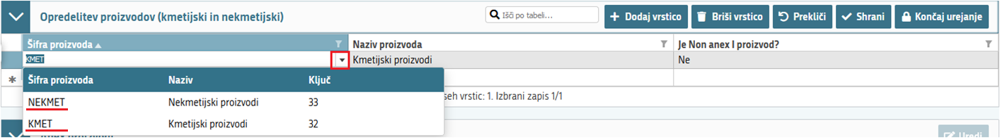 Opredelitev proizvodov (kmetijski in nekmetijski) Išči po tabeli... Dodaj vrstico Briši vrstico Prekliči Shrani Končaj urejanje
Šifra proizvoda Naziv proizvoda Je Non anex I proizvod?
KMET Kmetijski proizvodi Ne
Šifra proizvoda Naziv Ključ
seh vrstic: 1. Izbrani zapis 1/1
NEKMET Nekmetijski proizvodi 33
KMET Kmetijski proizvodi 32
Uredi